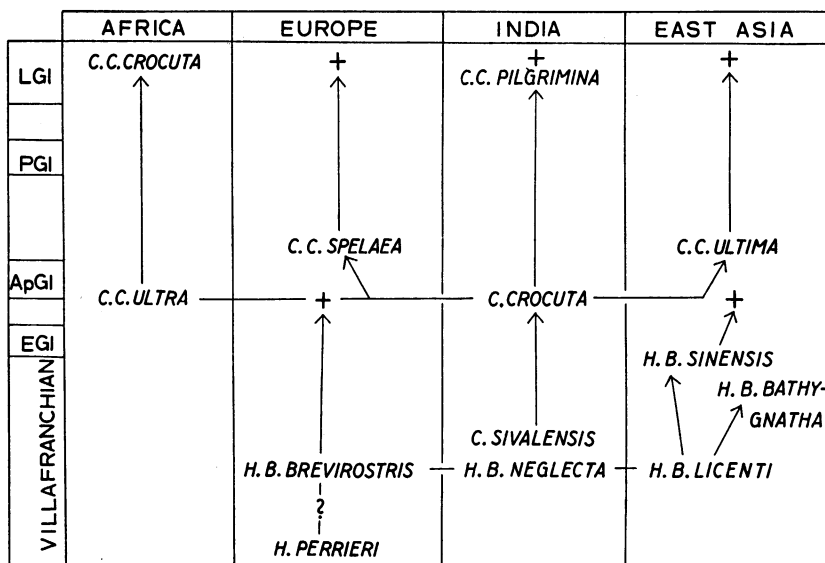 AFRICA EUROPE INDIA EAST ASIA
LGI C.C.CROCUTA + + +
C.C. PILGRIMINA
PGI
C.C. SPELAEA C.C. ULTIMA
ApGI
C.C. ULTRA + C.CROCUTA +
EGI
H.B. SINENSIS
H.B. BATHY-
GNATHA
C. SIVALENSIS
VILLAFRANCHIAN
H.B. BREVIROSTRIS H.B. NEGLECTA H.B. LICENTI
?
H. PERRIERI